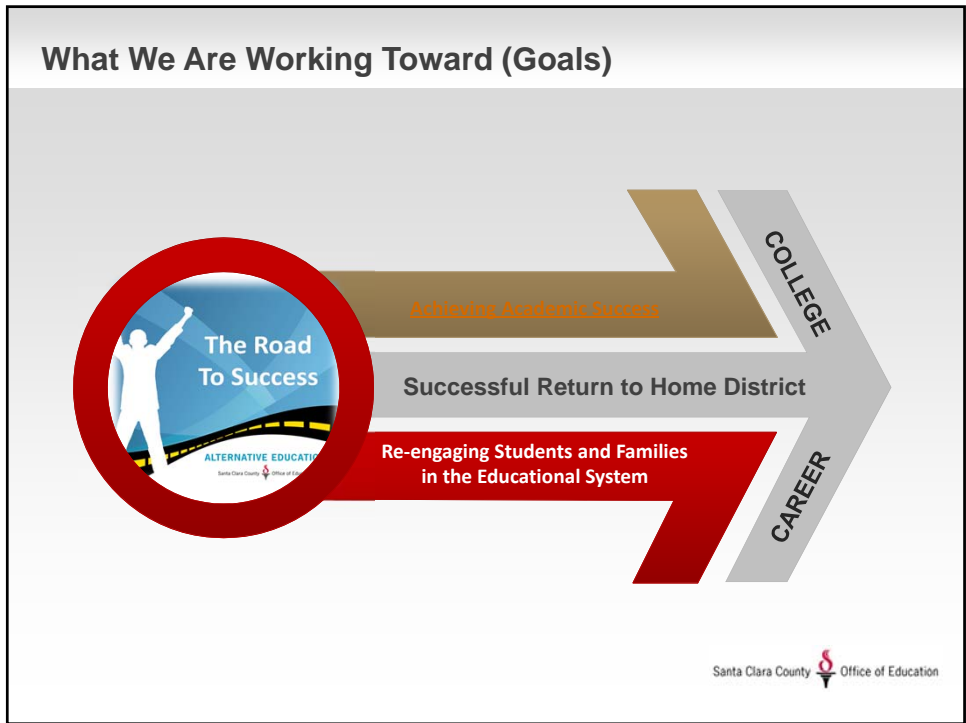 What We Are Working Toward (Goals)
The Road
To Success
ALTERNATIVE EDUCATIO
Santa Clara County Office of Edu
Achieving Academic Success
Successful Return to Home District
Re-engaging Students and Families
in the Educational System
COLLEGE
CAREER
Santa Clara County Office of Education